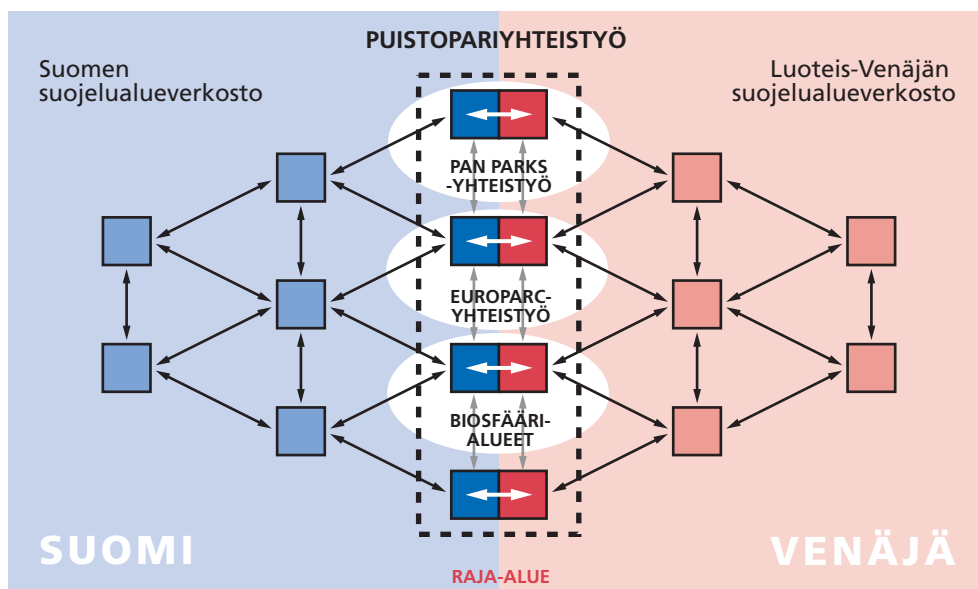 PUISTOPARIYHTEISTYÖ
Suomen
suojelualueverkosto
Luoteis-Venäjän
suojelualueverkosto
PAN PARKS
-YHTEISTYÖ
EUROPARC-
YHTEISTYÖ
BIOSFÄÄRI-
ALUEET
SUOMI
VENÄJÄ
RAJA-ALUE